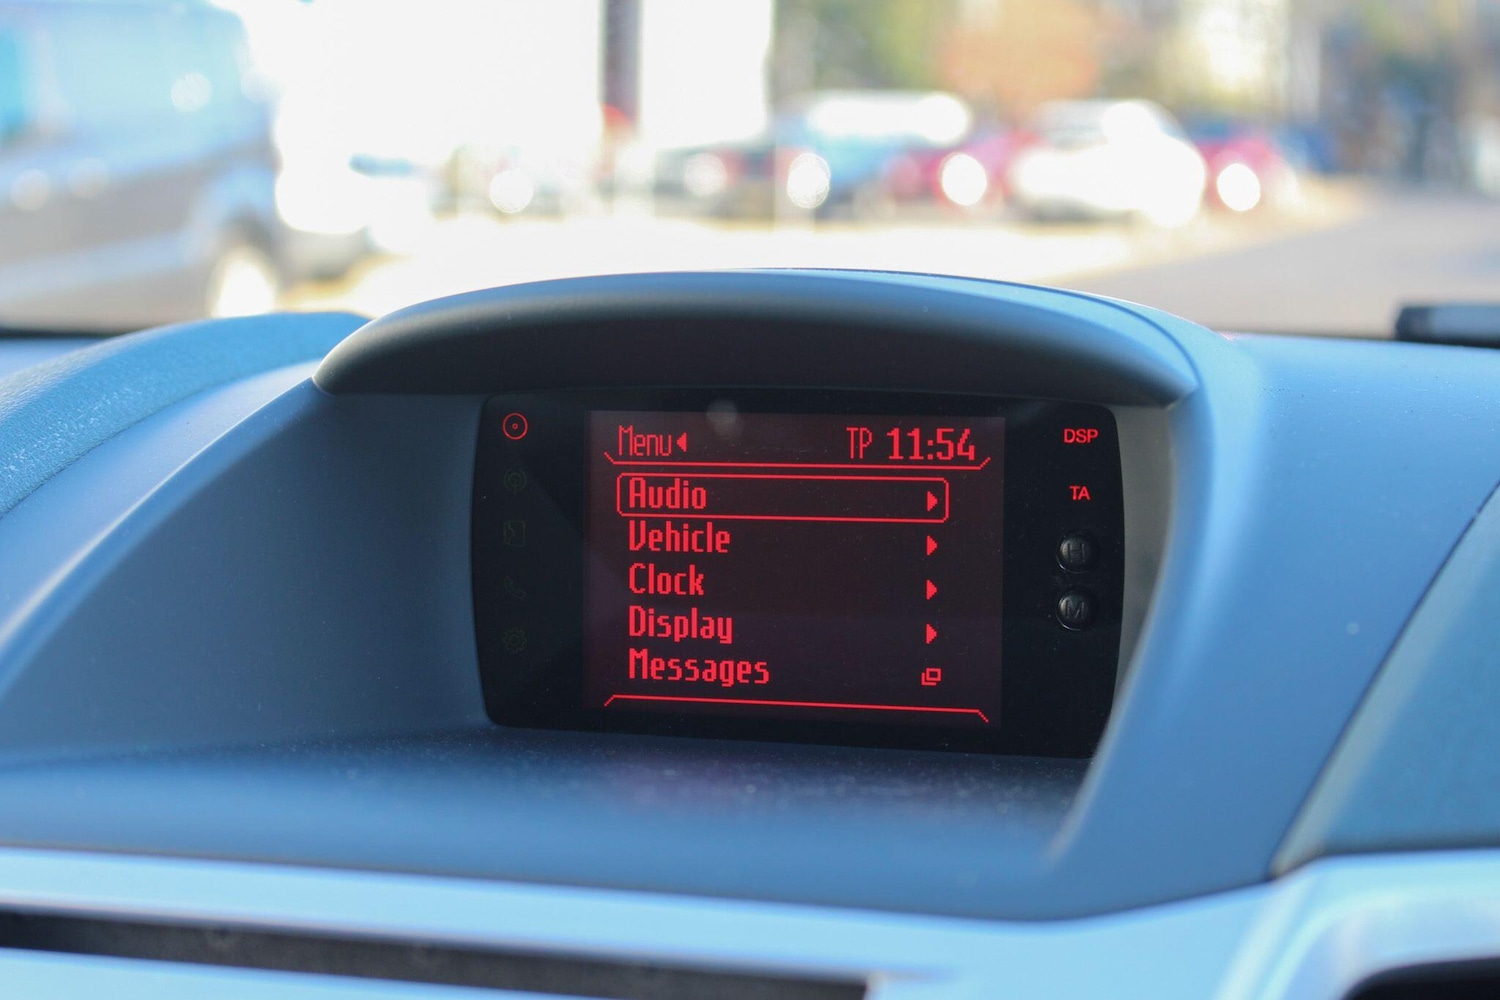 Menu TP 11:54
Audio
Vehicle
Clock
Display
Messages
DSP
TA
H
M